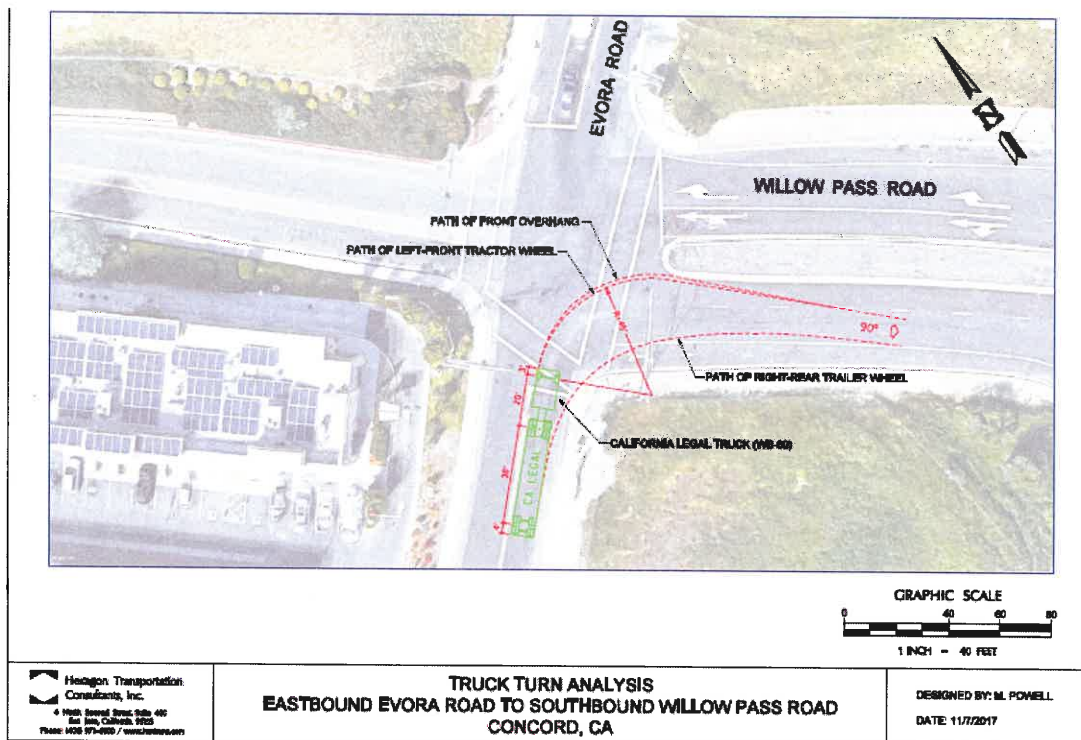 EVORA ROAD
WILLOW PASS ROAD
PATH OF FRONT OVERHANG
PATH OF LEFT-FRONT TRACTOR WHEEL
90°
PATH OF RIGHT-REAR TRAILER WHEEL
CALIFORNIA LEGAL TRUCK
CA LEGAL
N
GRAPHIC SCALE
0 40 60 80
1 INCH = 40 FEET
Hexagon Transportation
Consultants, Inc.
TRUCK TURN ANALYSIS
EASTBOUND EVORA ROAD TO SOUTHBOUND WILLOW PASS ROAD
CONCORD, CA
DESIGNED BY: M. POWELL
DATE: 11/7/2017